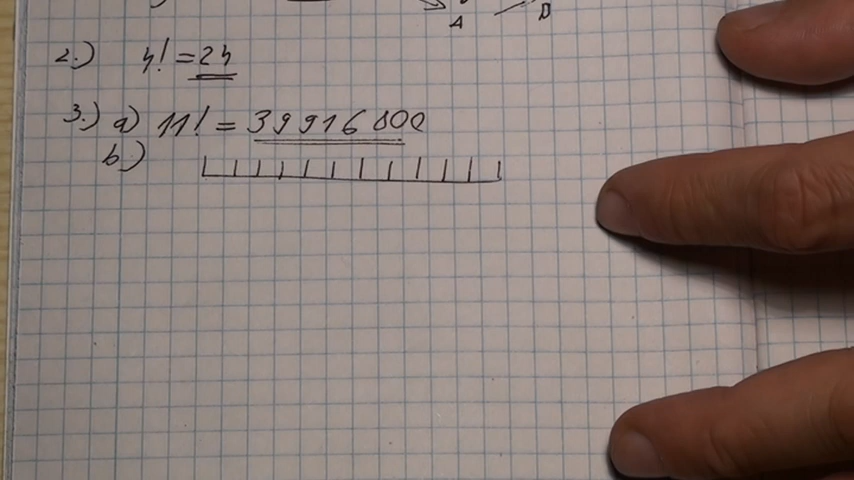 A D
2.) 4! = 24
3.) a) 11! = 39916800
b.)